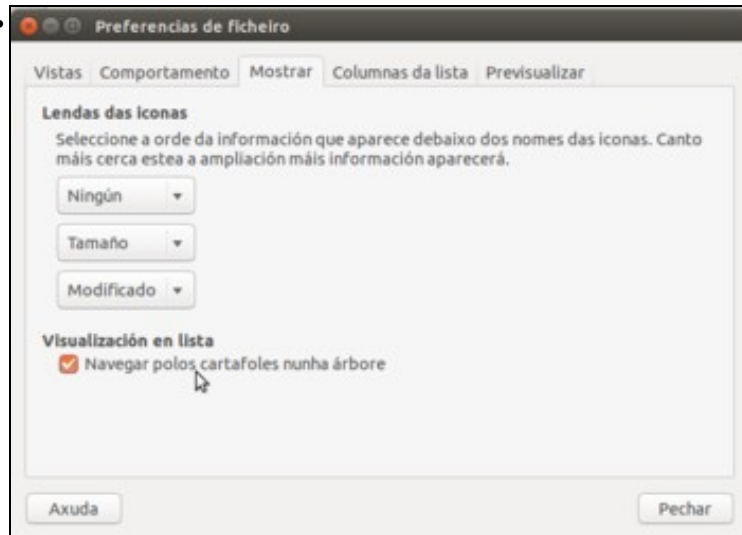 Preferencias de ficheiro
Vistas Comportamento Mostrar Columnas da lista Previsualizar
Lendas das iconas
Seleccione a orde da información que aparece debaixo dos nomes das iconas. Canto
máis cerca estea a ampliación máis información aparecerá.
Ningún
Tamaño
Modificado
Visualización en lista
Navegar polos cartafoles nunha árbore
Axuda Pechar